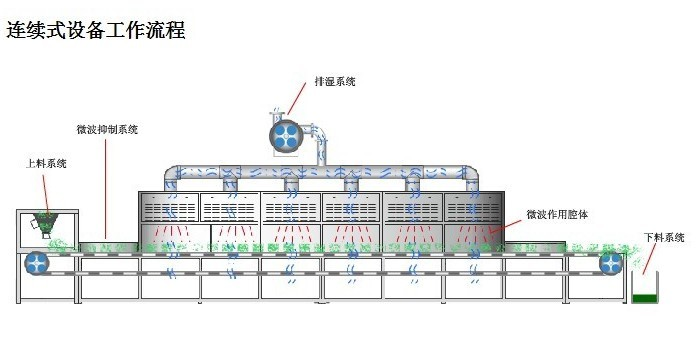 连续式设备工作流程
排湿系统
微波抑制系统
上料系统
微波作用腔体
下料系统